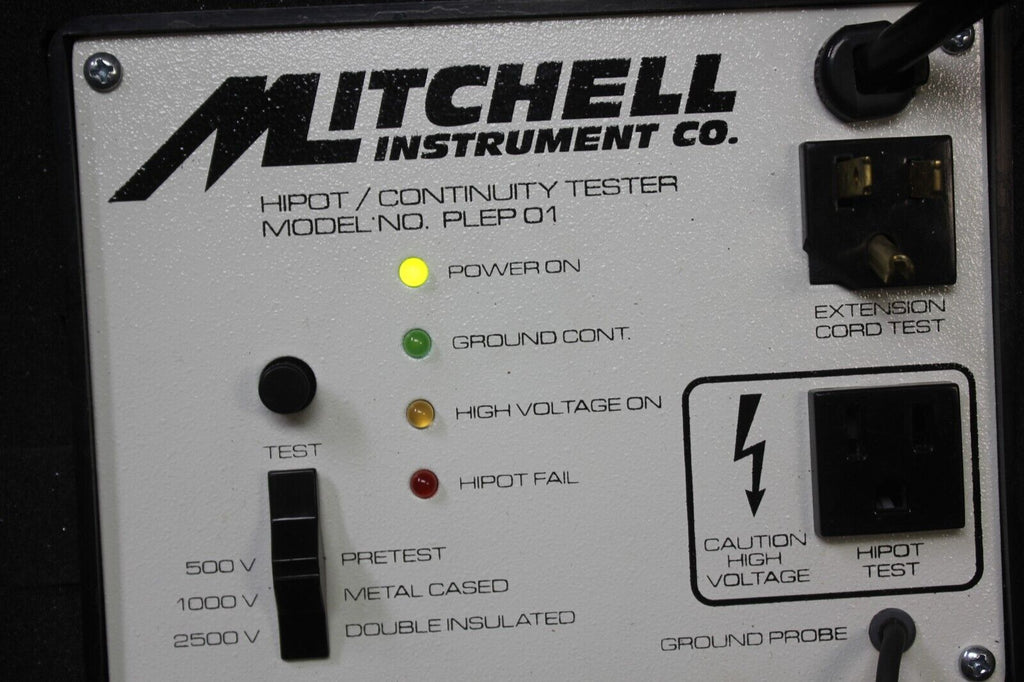 MITCHELL
INSTRUMENT CO.
HIPOT / CONTINUITY TESTER
MODEL NO. PLEP 01
POWER ON
GROUND CONT.
HIGH VOLTAGE ON
HIPOT FAIL
TEST
500 V PRETEST
1000 V METAL CASED
2500 V DOUBLE INSULATED
EXTENSION
CORD TEST
CAUTION
HIGH
VOLTAGE
HIPOT
TEST
GROUND PROBE